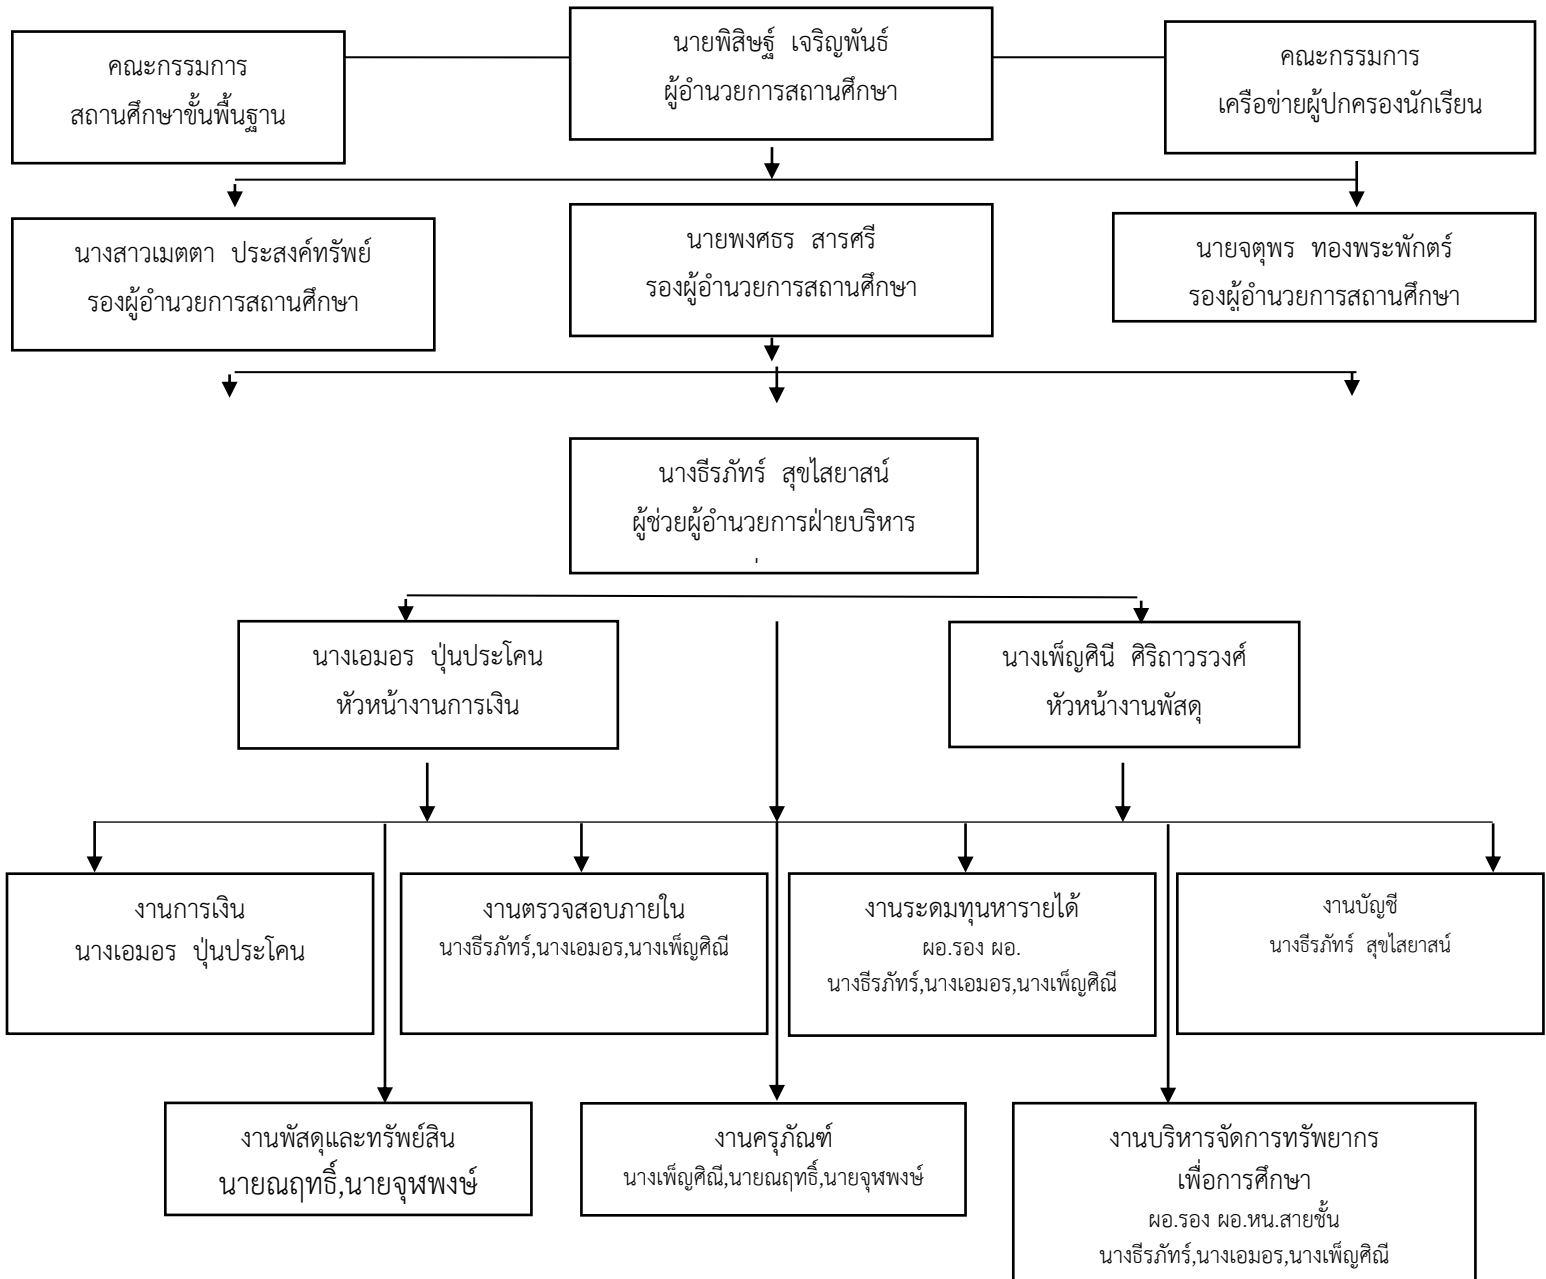 คณะกรรมการ
สถานศึกษาขั้นพื้นฐาน
นายพิสิษฐ์ เจริญพันธ์
ผู้อำนวยการสถานศึกษา
คณะกรรมการ
เครือข่ายผู้ปกครองนักเรียน
นางสาวเมตตา ประสงค์ทรัพย์
รองผู้อำนวยการสถานศึกษา
นายพงศธร สารศรี
รองผู้อำนวยการสถานศึกษา
นายจตุพร ทองพระพักตร์
รองผู้อำนวยการสถานศึกษา
นางธีรภัทร์ สุขไสยาสน์
ผู้ช่วยผู้อำนวยการฝ่ายบริหาร
นางเอมอร ปุ่นประโคน
หัวหน้างานการเงิน
นางเพ็ญศินี ศิริถาวรวงศ์
หัวหน้างานพัสดุ
งานการเงิน
นางเอมอร ปุ่นประโคน
งานตรวจสอบภายใน
นางธีรภัทร์,นางเอมอร,นางเพ็ญศิณี
งานระดมทุนหารายได้
ผอ.รอง ผอ.
นางธีรภัทร์,นางเอมอร,นางเพ็ญศิณี
งานบัญชี
นางธีรภัทร์ สุขไสยาสน์
งานพัสดุและทรัพย์สิน
นายณฤทธิ์,นายจุฬพงษ์
งานครุภัณฑ์
นางเพ็ญศิณี,นายณฤทธิ์,นายจุฬพงษ์
งานบริหารจัดการทรัพยากร
เพื่อการศึกษา
ผอ.รอง ผอ.หน.สายชั้น
นางธีรภัทร์,นางเอมอร,นางเพ็ญศิณี